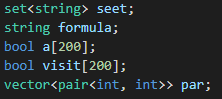 set<string> seet;
string formula;
bool a[200];
bool visit[200];
vector<pair<int, int>> par;